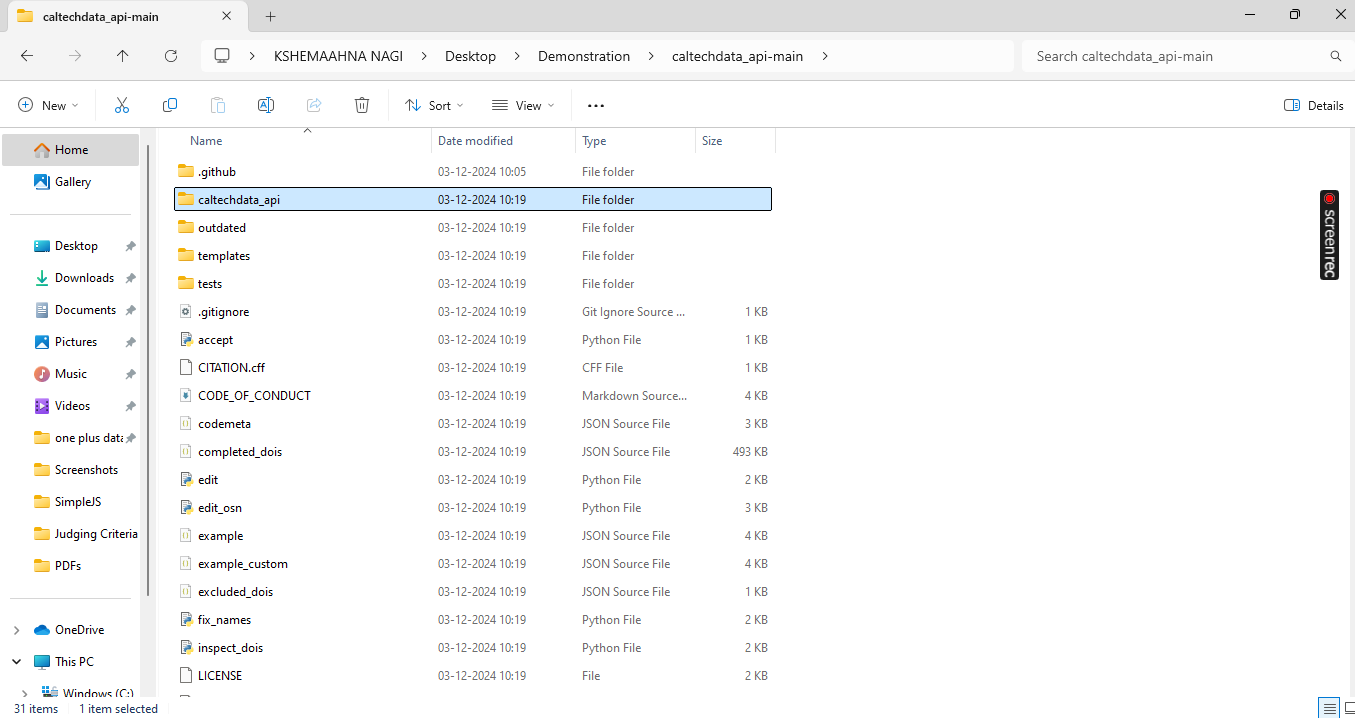 caltechdata_api-main
KSHEMAAHNA NAGI Desktop Demonstration caltechdata_api-main Search caltechdata_api-main
New Sort View Details
Name Date modified Type Size
Home
Gallery
Desktop
Downloads
Documents
Pictures
Music
Videos
one plus data
Screenshots
SimpleJS
Judging Criteria
PDFs
OneDrive
This PC
Windows (C:)
.github 03-12-2024 10:05 File folder
caltechdata_api 03-12-2024 10:19 File folder
outdated 03-12-2024 10:19 File folder
templates 03-12-2024 10:19 File folder
tests 03-12-2024 10:19 File folder
.gitignore 03-12-2024 10:19 Git Ignore Source ... 1 KB
accept 03-12-2024 10:19 Python File 1 KB
CITATION.cff 03-12-2024 10:19 CFF File 1 KB
CODE_OF_CONDUCT 03-12-2024 10:19 Markdown Source... 4 KB
codemeta 03-12-2024 10:19 JSON Source File 3 KB
completed_dois 03-12-2024 10:19 JSON Source File 493 KB
edit 03-12-2024 10:19 Python File 2 KB
edit_osn 03-12-2024 10:19 Python File 3 KB
example 03-12-2024 10:19 JSON Source File 4 KB
example_custom 03-12-2024 10:19 JSON Source File 4 KB
excluded_dois 03-12-2024 10:19 JSON Source File 1 KB
fix_names 03-12-2024 10:19 Python File 2 KB
inspect_dois 03-12-2024 10:19 Python File 2 KB
LICENSE 03-12-2024 10:19 File 2 KB
screenrec
31 items 1 item selected